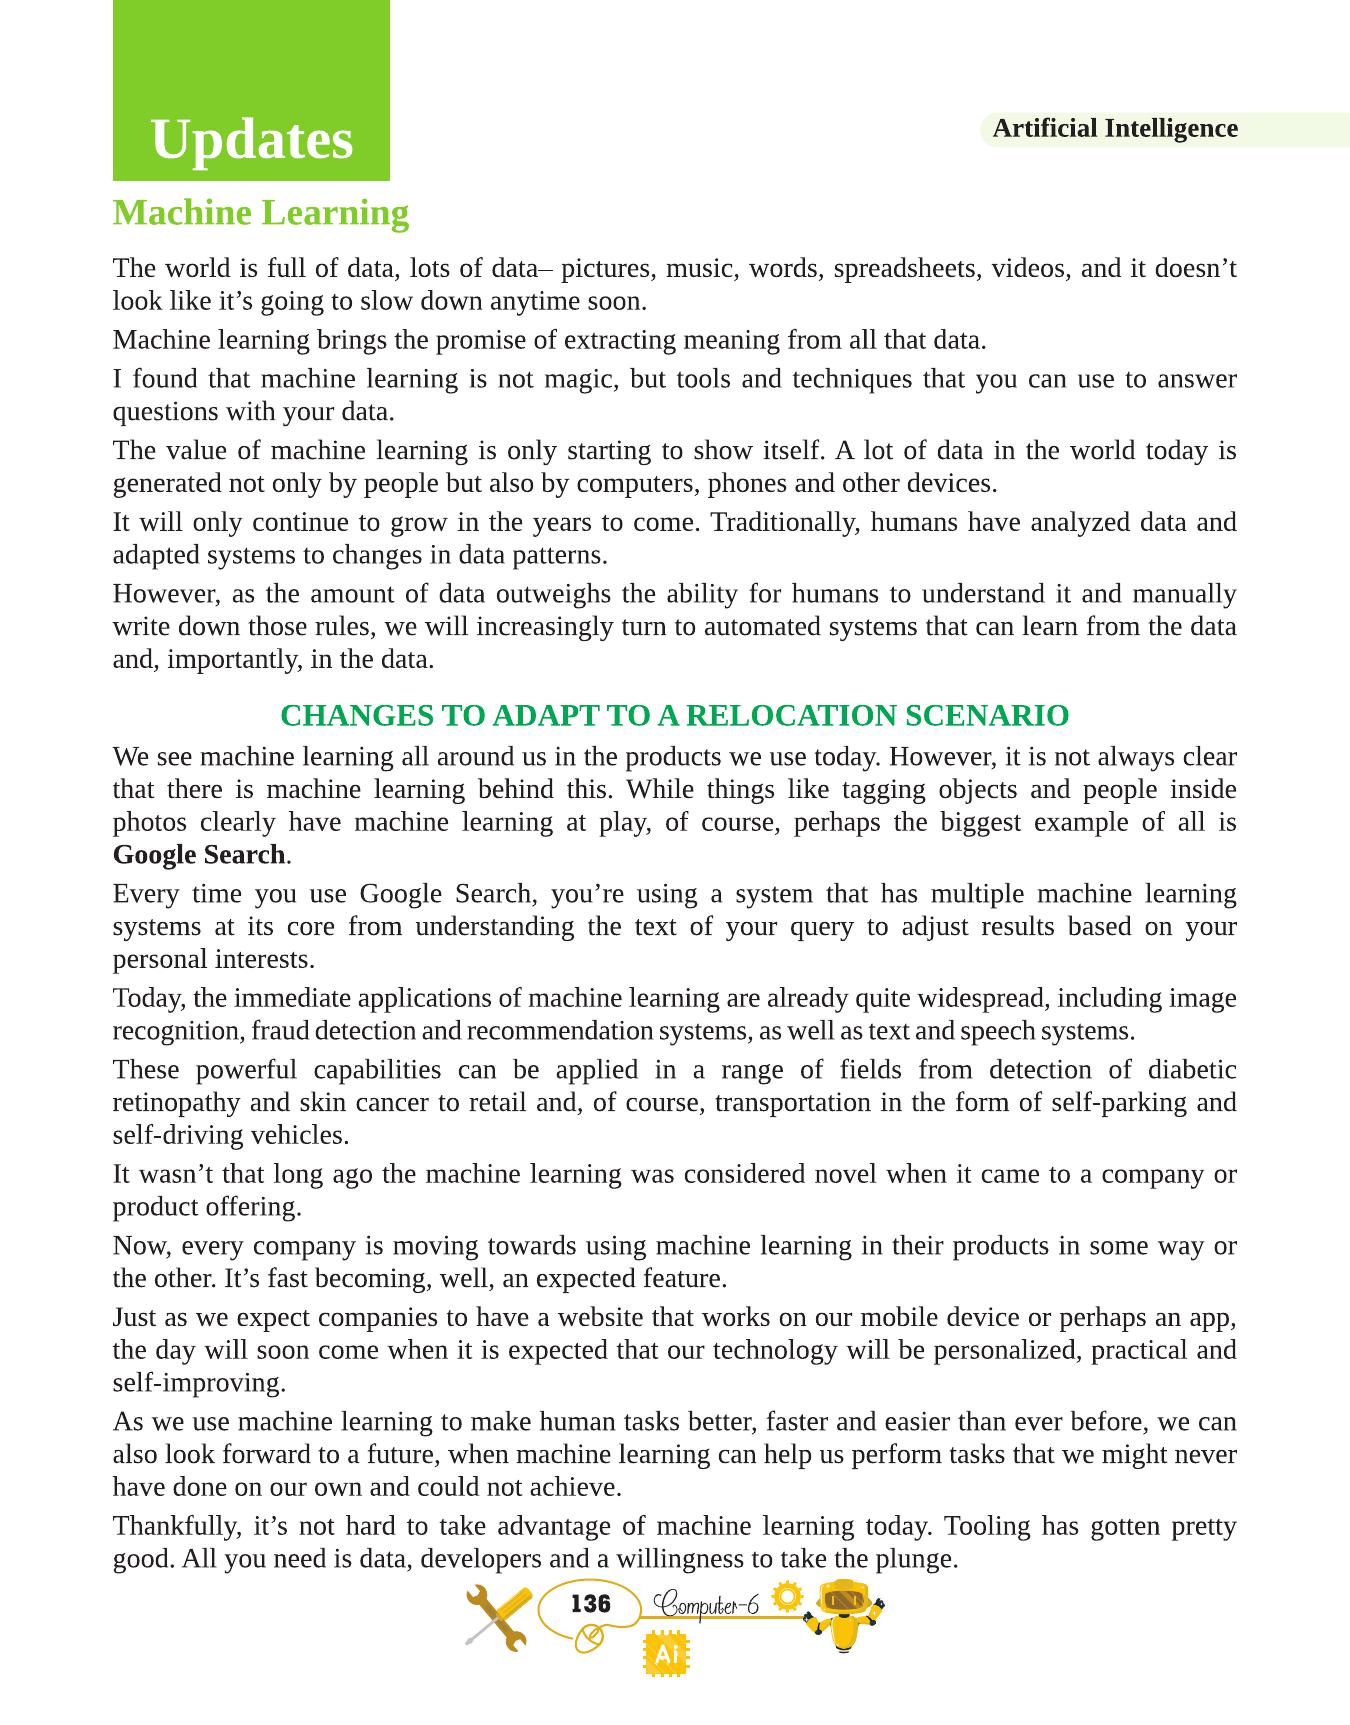 Updates
Artificial Intelligence
Machine Learning
The world is full of data, lots of data– pictures, music, words, spreadsheets, videos, and it doesn’t
look like it’s going to slow down anytime soon.
Machine learning brings the promise of extracting meaning from all that data.
I found that machine learning is not magic, but tools and techniques that you can use to answer
questions with your data.
The value of machine learning is only starting to show itself. A lot of data in the world today is
generated not only by people but also by computers, phones and other devices.
It will only continue to grow in the years to come. Traditionally, humans have analyzed data and
adapted systems to changes in data patterns.
However, as the amount of data outweighs the ability for humans to understand it and manually
write down those rules, we will increasingly turn to automated systems that can learn from the data
and, importantly, in the data.
CHANGES TO ADAPT TO A RELOCATION SCENARIO
We see machine learning all around us in the products we use today. However, it is not always clear
that there is machine learning behind this. While things like tagging objects and people inside
photos clearly have machine learning at play, of course, perhaps the biggest example of all is
Google Search.
Every time you use Google Search, you’re using a system that has multiple machine learning
systems at its core from understanding the text of your query to adjust results based on your
personal interests.
Today, the immediate applications of machine learning are already quite widespread, including image
recognition, fraud detection and recommendation systems, as well as text and speech systems.
These powerful capabilities can be applied in a range of fields from detection of diabetic
retinopathy and skin cancer to retail and, of course, transportation in the form of self-parking and
self-driving vehicles.
It wasn’t that long ago the machine learning was considered novel when it came to a company or
product offering.
Now, every company is moving towards using machine learning in their products in some way or
the other. It’s fast becoming, well, an expected feature.
Just as we expect companies to have a website that works on our mobile device or perhaps an app,
the day will soon come when it is expected that our technology will be personalized, practical and
self-improving.
As we use machine learning to make human tasks better, faster and easier than ever before, we can
also look forward to a future, when machine learning can help us perform tasks that we might never
have done on our own and could not achieve.
Thankfully, it’s not hard to take advantage of machine learning today. Tooling has gotten pretty
good. All you need is data, developers and a willingness to take the plunge.
136
Computer-6
Ai